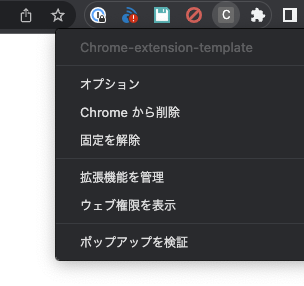 C
Chrome-extension-template
オプション
Chrome から削除
固定を解除
拡張機能を管理
ウェブ権限を表示
ポップアップを検証